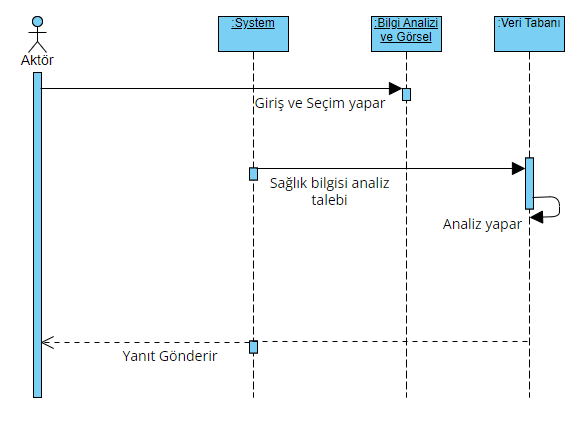 :System
:Bilgi Analizi
ve Görsel
:Veri Tabanı
Aktör
Giriş ve Seçim yapar
Sağlık bilgisi analiz
talebi
Analiz yapar
Yanıt Gönderir